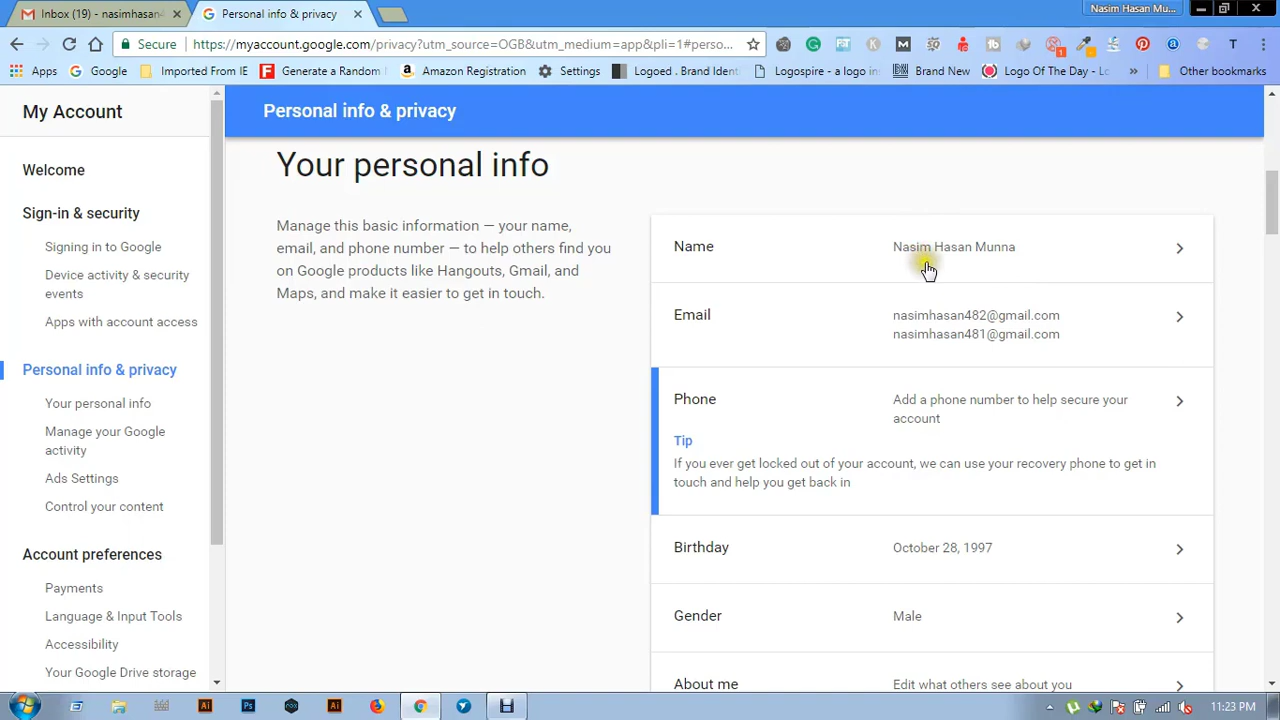 Inbox (19) - nasimhasan4
Personal info & privacy
Nasim Hasan Mu...
Secure
https://myaccount.google.com/privacy?utm_source=OGB&utm_medium=app&pli=1#perso...
Apps
Google
Imported From IE
Generate a Random
Amazon Registration
Settings
Logoed . Brand Ident
Logospire - a logo in
Brand New
Logo Of The Day - Lo
»
Other bookmarks
My Account
Personal info & privacy
Welcome
Sign-in & security
Signing in to Google
Device activity & security
events
Apps with account access
Personal info & privacy
Your personal info
Manage your Google
activity
Ads Settings
Control your content
Account preferences
Payments
Language & Input Tools
Accessibility
Your Google Drive storage
Your personal info
Manage this basic information — your name,
email, and phone number — to help others find you
on Google products like Hangouts, Gmail, and
Maps, and make it easier to get in touch.
Name
Nasim Hasan Munna
Email
nasimhasan482@gmail.com
nasimhasan481@gmail.com
Phone
Add a phone number to help secure your
account
Tip
If you ever get locked out of your account, we can use your recovery phone to get in
touch and help you get back in
Birthday
October 28, 1997
Gender
Male
About me
Edit what others see about you
11:23 PM